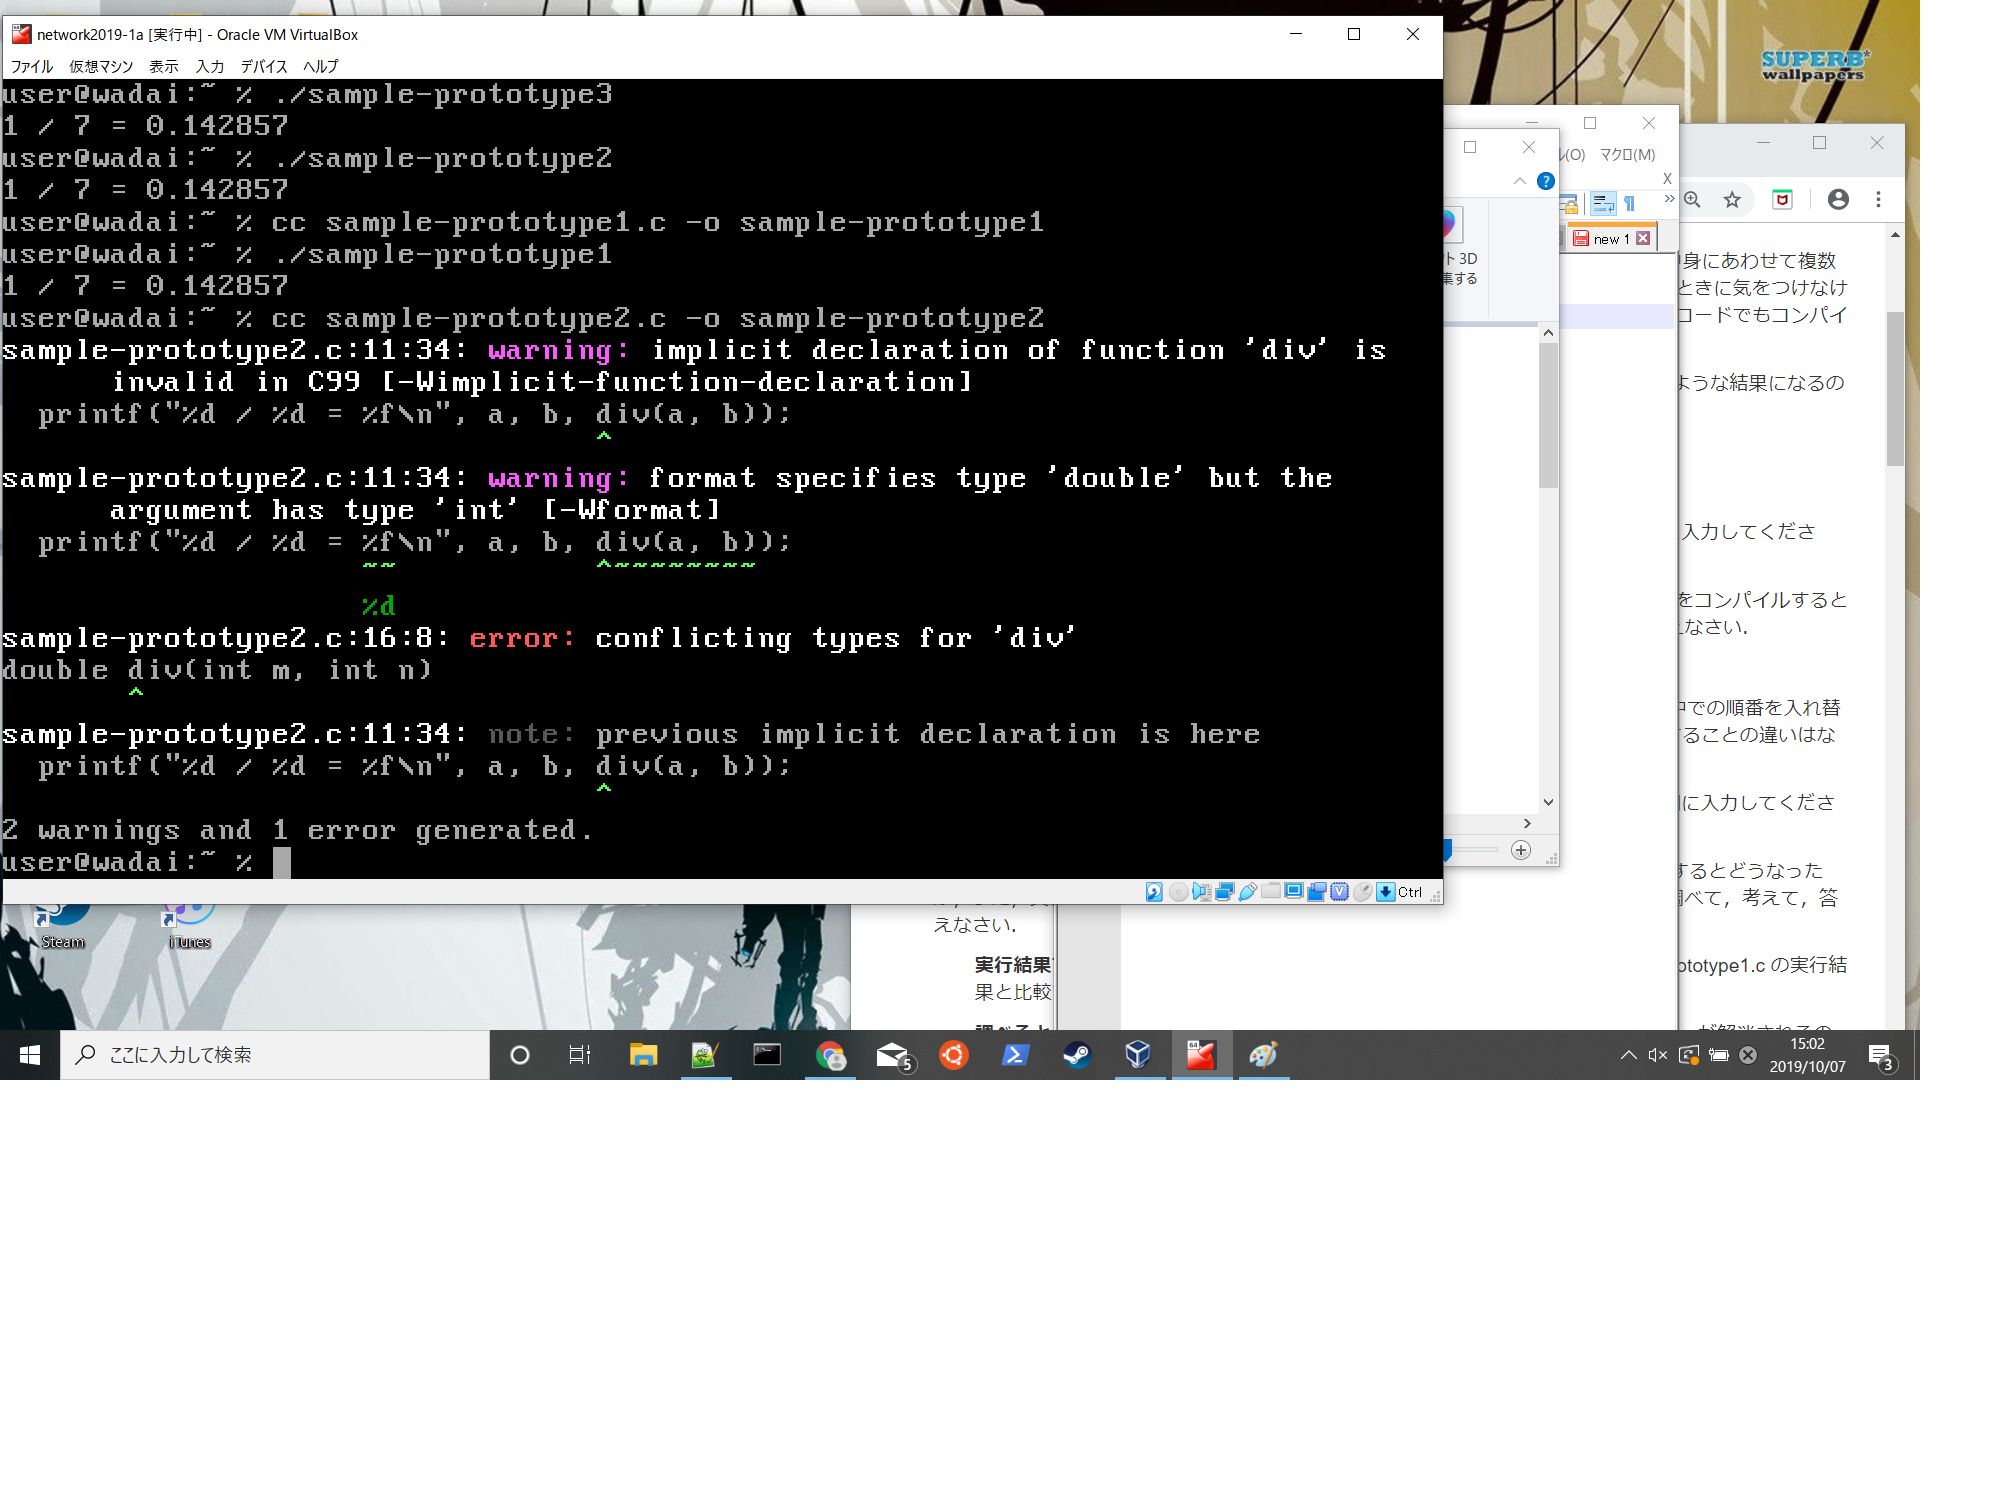 network2019-1a [実行中] - Oracle VM VirtualBox
ファイル 仮想マシン 表示 入力 デバイス ヘルプ
user@wadai:~ % ./sample-prototype3
1 / 7 = 0.142857
user@wadai:~ % ./sample-prototype2
1 / 7 = 0.142857
user@wadai:~ % cc sample-prototype1.c -o sample-prototype1
user@wadai:~ % ./sample-prototype1
1 / 7 = 0.142857
user@wadai:~ % cc sample-prototype2.c -o sample-prototype2
sample-prototype2.c:11:34: warning: implicit declaration of function 'div' is
invalid in C99 [-Wimplicit-function-declaration]
printf("%d / %d = %f\n", a, b, div(a, b));
^
sample-prototype2.c:11:34: warning: format specifies type 'double' but the
argument has type 'int' [-Wformat]
printf("%d / %d = %f\n", a, b, div(a, b));
~~ ^~~~~~~~~
%d
sample-prototype2.c:16:8: error: conflicting types for 'div'
double div(int m, int n)
^
sample-prototype2.c:11:34: note: previous implicit declaration is here
printf("%d / %d = %f\n", a, b, div(a, b));
^
2 warnings and 1 error generated.
user@wadai:~ %
Ctrl
SUPERB*
wallpapers
(O) マクロ(M)
X
new 1
ト 3D
集する
身にあわせて複数
ときに気をつけなけ
コードでもコンパイ
ような結果になるの
入力してくださ
をコンパイルすると
えなさい．
中での順番を入れ替
することの違いはな
に入力してくださ
するとどうなった
べて，考えて，答
えなさい．
実行結果
ototype1.c の実行結
果と比較
Steam
iTunes
ここに入力して検索
5
15:02
2019/10/07
3